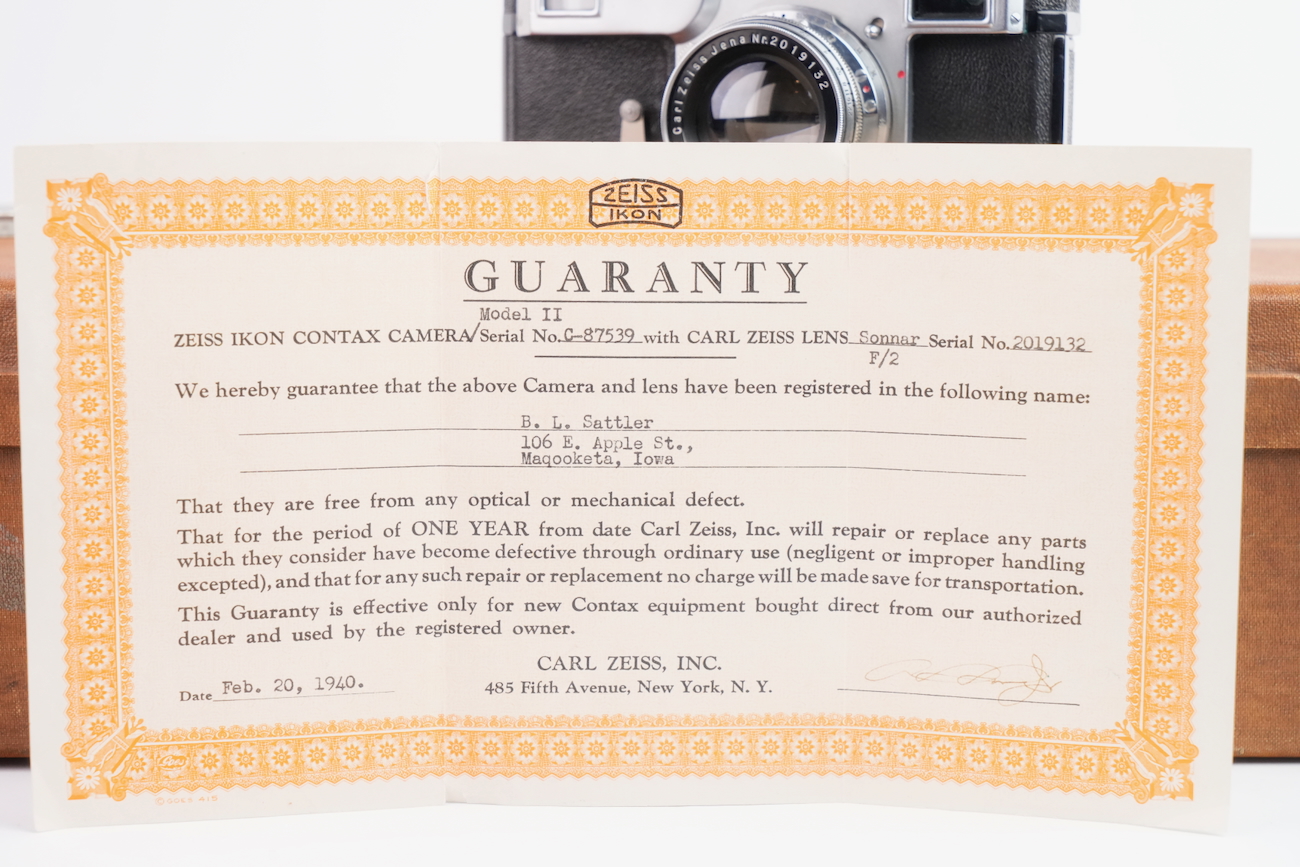 Carl Zeiss Jena Nr. 2019132
ZEISS
IKON
GUARANTY
Model II
ZEISS IKON CONTAX CAMERA/Serial No. C-87539 with CARL ZEISS LENS Sonnar Serial No. 2019132
F/2
We hereby guarantee that the above Camera and lens have been registered in the following name:
B. L. Sattler
106 E. Apple St.,
Maqooketa, Iowa
That they are free from any optical or mechanical defect.
That for the period of ONE YEAR from date Carl Zeiss, Inc. will repair or replace any parts
which they consider have become defective through ordinary use (negligent or improper handling
excepted), and that for any such repair or replacement no charge will be made save for transportation.
This Guaranty is effective only for new Contax equipment bought direct from our authorized
dealer and used by the registered owner.
CARL ZEISS, INC.
Date Feb. 20, 1940. 485 Fifth Avenue, New York, N. Y.
Goes
© GOES 415